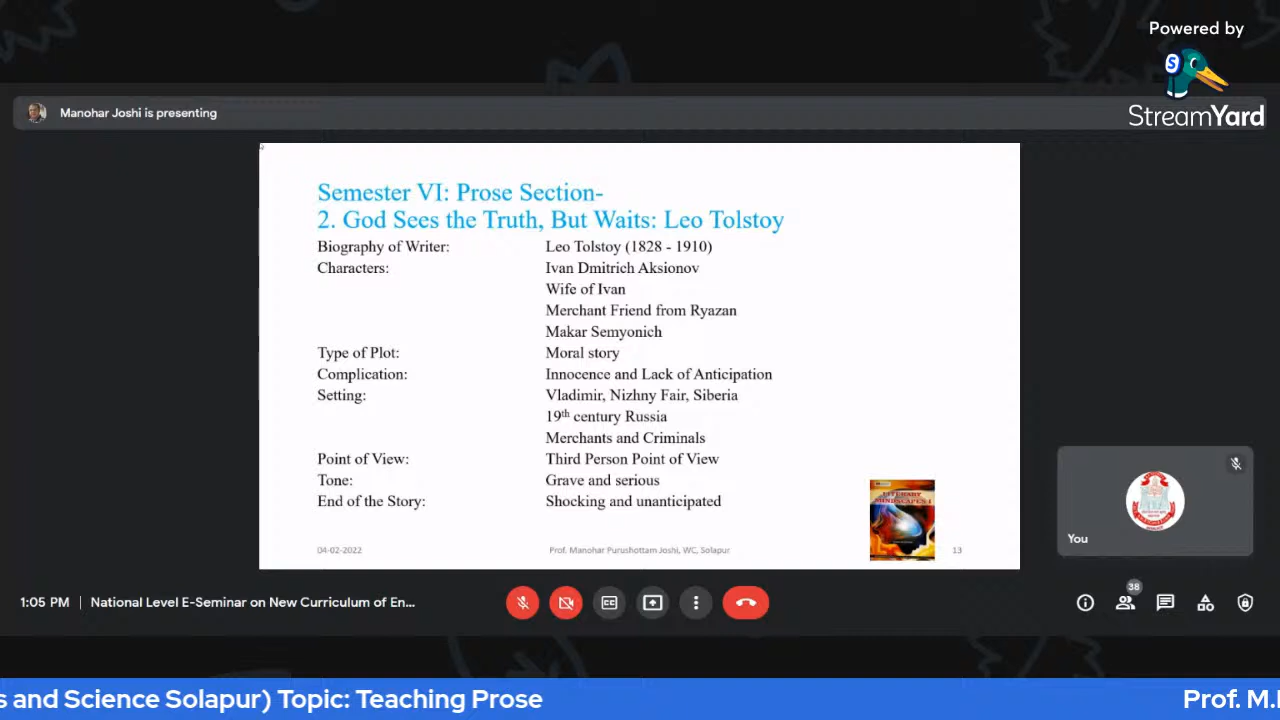 Powered by
StreamYard
Manohar Joshi is presenting
Semester VI: Prose Section-
2. God Sees the Truth, But Waits: Leo Tolstoy
Biography of Writer: Leo Tolstoy (1828 - 1910)
Characters: Ivan Dmitrich Aksionov
Wife of Ivan
Merchant Friend from Ryazan
Makar Semyonich
Type of Plot: Moral story
Complication: Innocence and Lack of Anticipation
Setting: Vladimir, Nizhny Fair, Siberia
19th century Russia
Merchants and Criminals
Point of View: Third Person Point of View
Tone: Grave and serious
End of the Story: Shocking and unanticipated
LITERARY
MINDSCAPES-I
04-02-2022 Prof. Manohar Purushottam Joshi, WC, Solapur 13
You
1:05 PM | National Level E-Seminar on New Curriculum of En...
38
s and Science Solapur) Topic: Teaching Prose Prof. M.